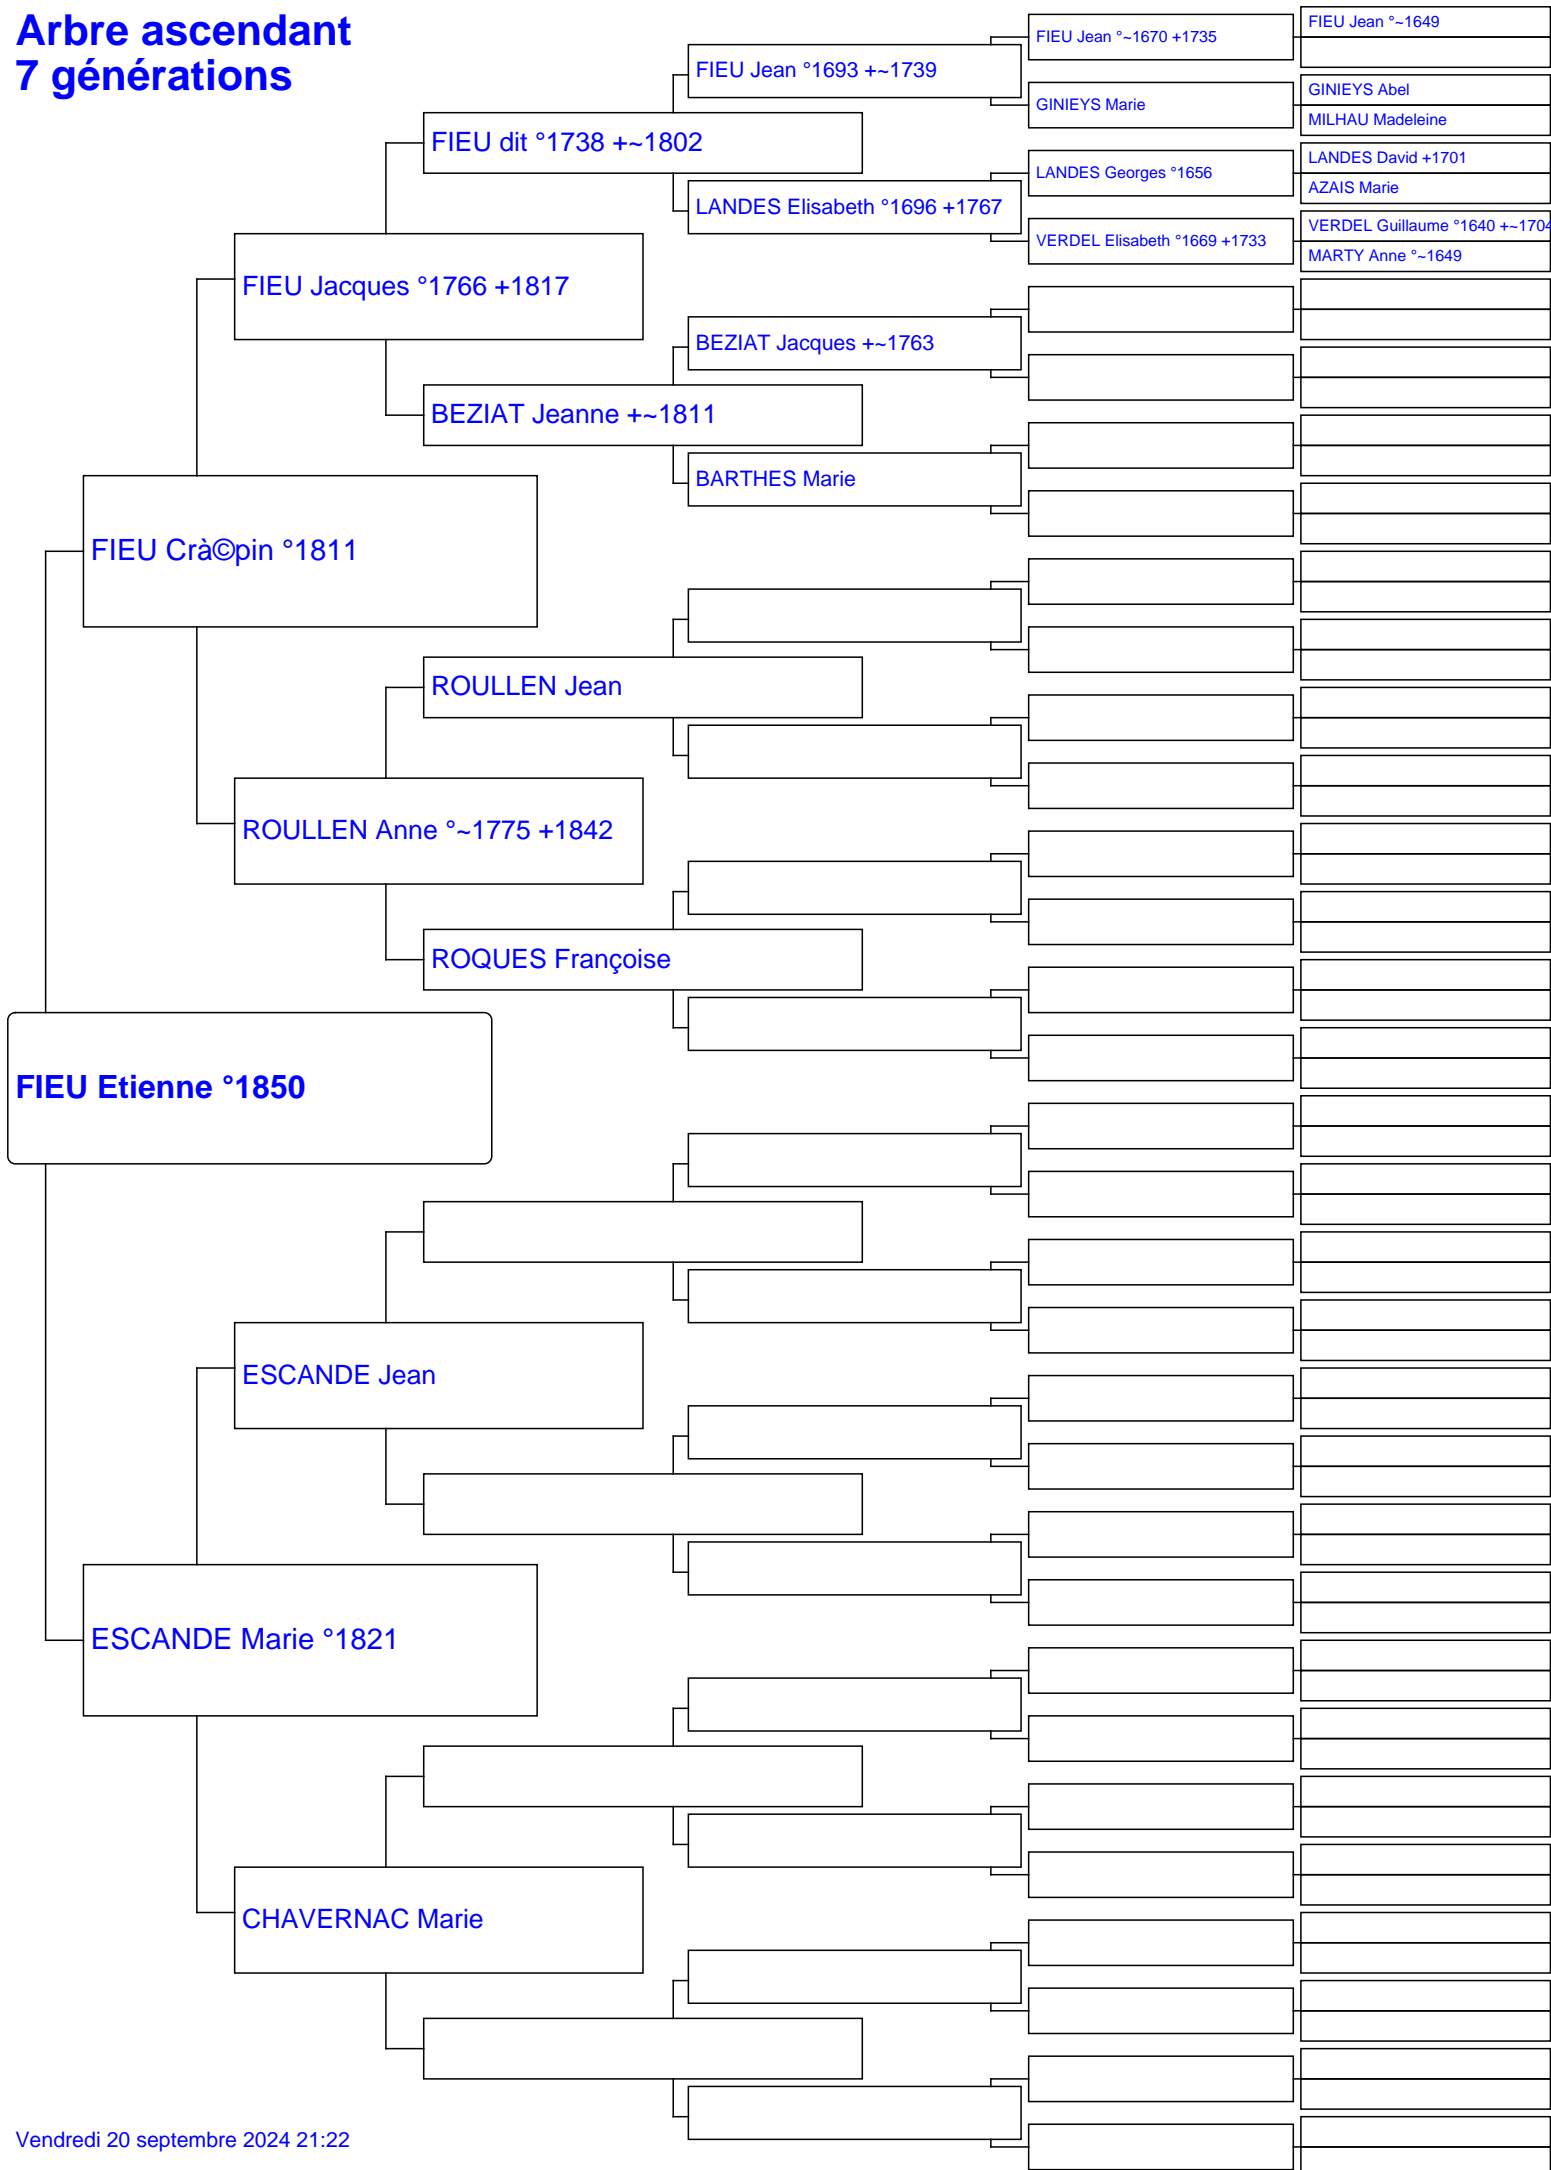 Arbre ascendant
7 générations
FIEU Jean °~1649
FIEU Jean °~1670 +1735
FIEU Jean °1693 +~1739
GINIEYS Abel
GINIEYS Marie
MILHAU Madeleine
FIEU dit °1738 +~1802
LANDES David +1701
LANDES Georges °1656
AZAIS Marie
LANDES Elisabeth °1696 +1767
VERDEL Guillaume °1640 +~1704
VERDEL Elisabeth °1669 +1733
MARTY Anne °~1649
FIEU Jacques °1766 +1817
BEZIAT Jacques +~1763
BEZIAT Jeanne +~1811
BARTHES Marie
FIEU Crà©pin °1811
ROULLEN Jean
ROULLEN Anne °~1775 +1842
ROQUES Françoise
FIEU Etienne °1850
ESCANDE Jean
ESCANDE Marie °1821
CHAVERNAC Marie
Vendredi 20 septembre 2024 21:22